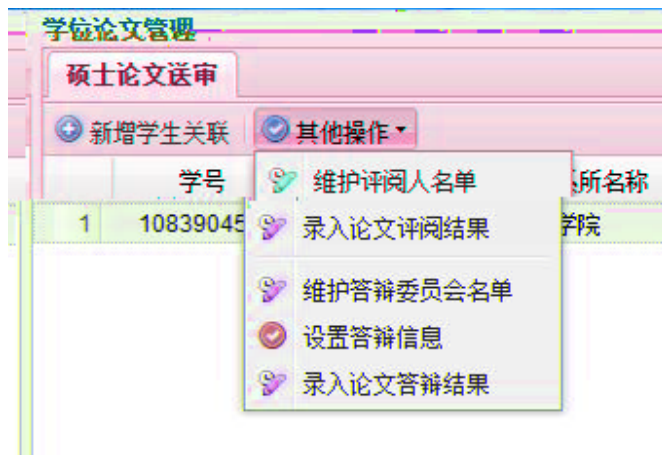 学位论文管理
硕士论文送审
新增学生关联 其他操作
学号 所名称
维护评阅人名单
1 10839045 学院
录入论文评阅结果
维护答辩委员会名单
设置答辩信息
录入论文答辩结果